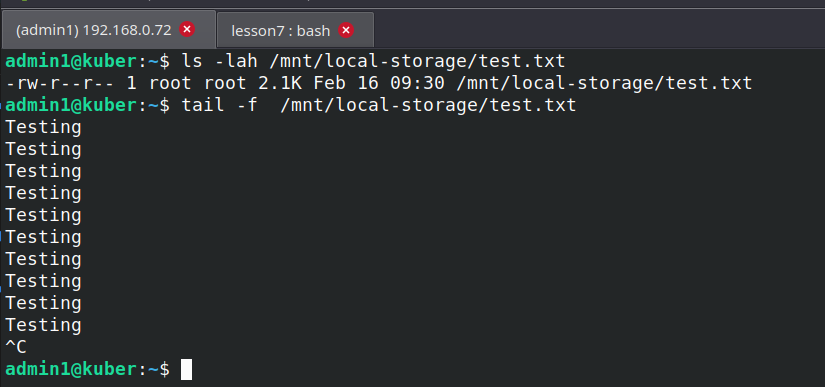 (admin1) 192.168.0.72
lesson7 : bash
admin1@kuber:~$ ls -lah /mnt/local-storage/test.txt
-rw-r--r-- 1 root root 2.1K Feb 16 09:30 /mnt/local-storage/test.txt
admin1@kuber:~$ tail -f  /mnt/local-storage/test.txt
Testing
Testing
Testing
Testing
Testing
Testing
Testing
Testing
Testing
Testing
^C
admin1@kuber:~$